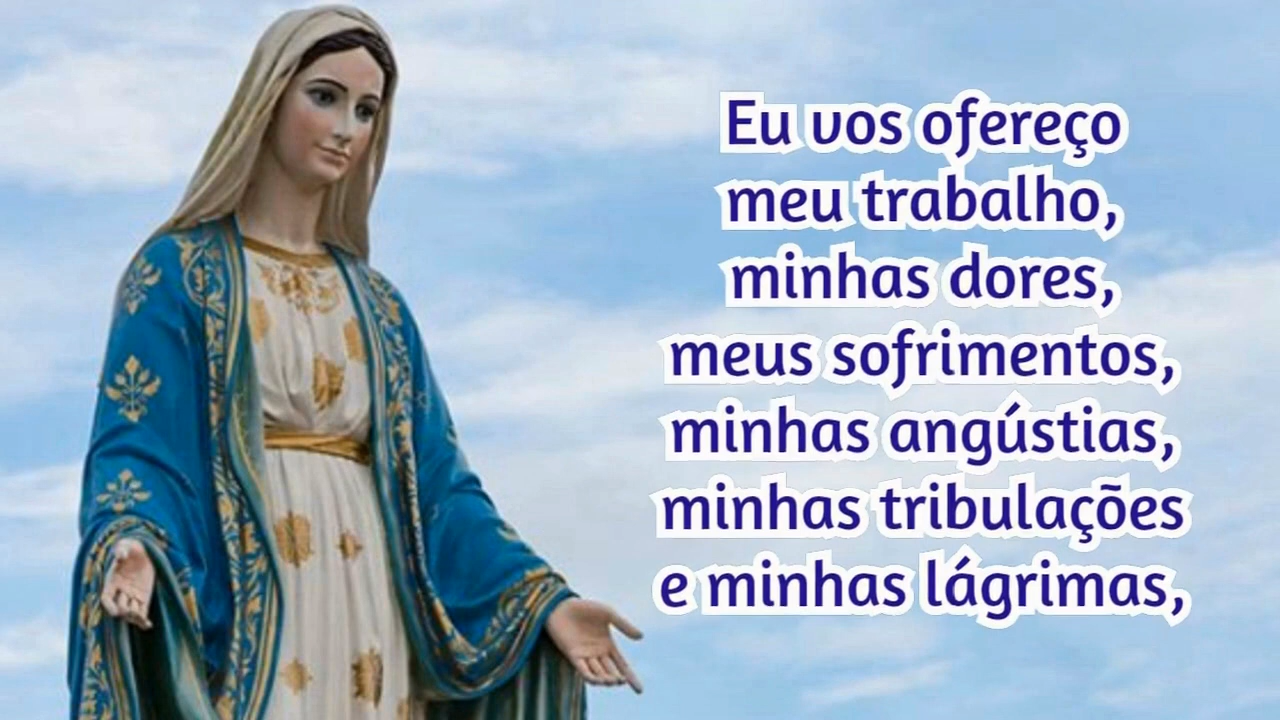 Eu vos ofereço
meu trabalho,
minhas dores,
meus sofrimentos,
minhas angústias,
minhas tribulações
e minhas lágrimas,